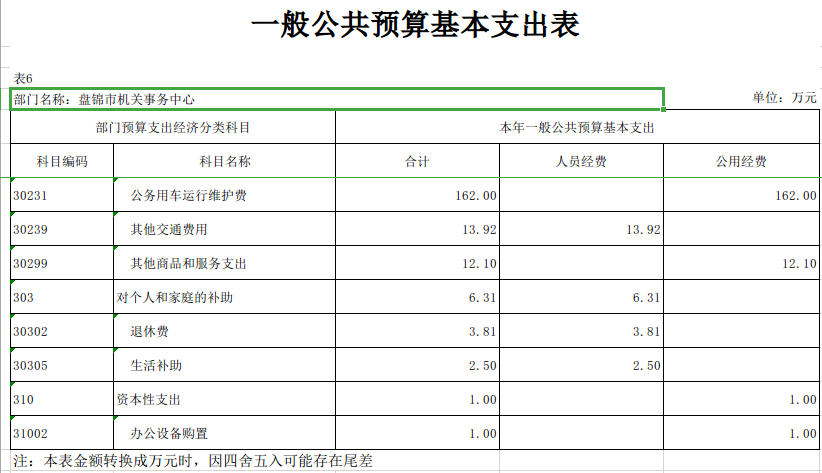 一般公共预算基本支出表
表6
部门名称：盘锦市机关事务中心 单位：万元
部门预算支出经济分类科目 本年一般公共预算基本支出
科目编码 科目名称 合计 人员经费 公用经费
30231 公务用车运行维护费 162.00 162.00
30239 其他交通费用 13.92 13.92
30299 其他商品和服务支出 12.10 12.10
303 对个人和家庭的补助 6.31 6.31
30302 退休费 3.81 3.81
30305 生活补助 2.50 2.50
310 资本性支出 1.00 1.00
31002 办公设备购置 1.00 1.00
注：本表金额转换成万元时，因四舍五入可能存在尾差